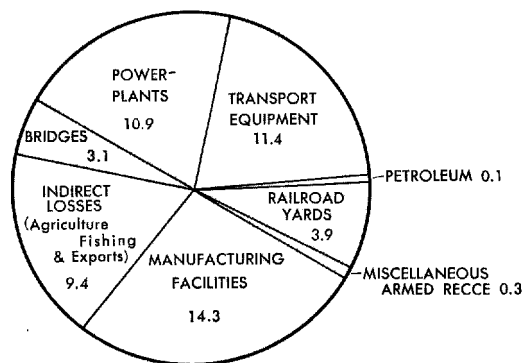 POWER-
PLANTS
10.9
TRANSPORT
EQUIPMENT
11.4
PETROLEUM 0.1
RAILROAD
YARDS
3.9
MISCELLANEOUS
ARMED RECCE 0.3
MANUFACTURING
FACILITIES
14.3
INDIRECT
LOSSES
(Agriculture
Fishing
& Exports)
9.4
BRIDGES
3.1